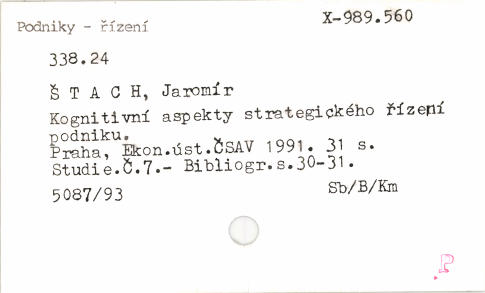 Podniky - řízení X-989.560
338.24
Š T A C H, Jaromír
Kognitivní aspekty strategického řízení
podniku.
Praha, Ekon.úst.ČSAV 1991. 31 s.
Studie.Č.7.- Bibliogr.s.30-31.
5087/93 Sb/B/Km